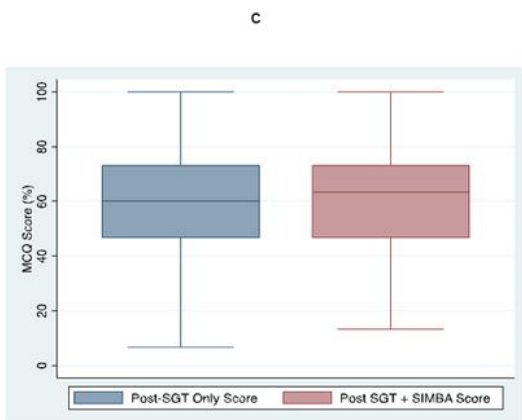 C
100
80
60
40
20
0
MCQ Score (%)
Post-SGT Only Score
Post SGT + SIMBA Score